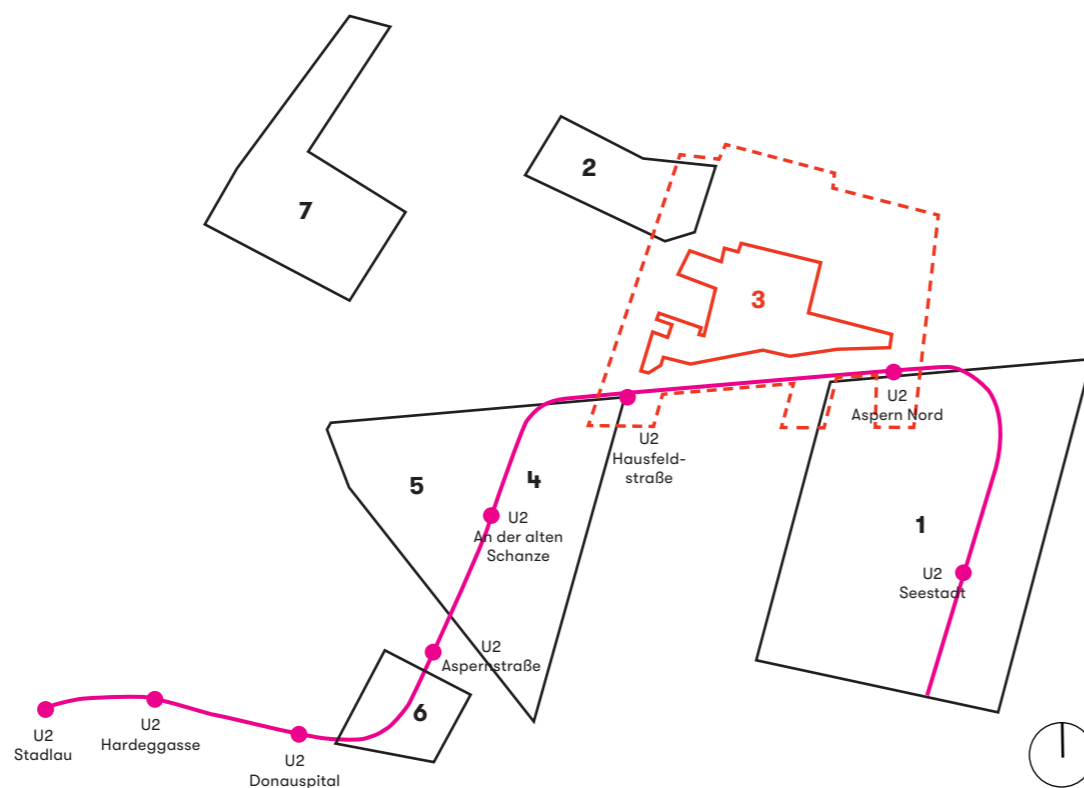 2
7
3
U2
Aspern Nord
U2
Hausfeld-
straße
5
4
U2
An der alten
Schanze
1
U2
Seestadt
U2
Aspernstraße
6
U2
Stadlau
U2
Hardeggasse
U2
Donauspital